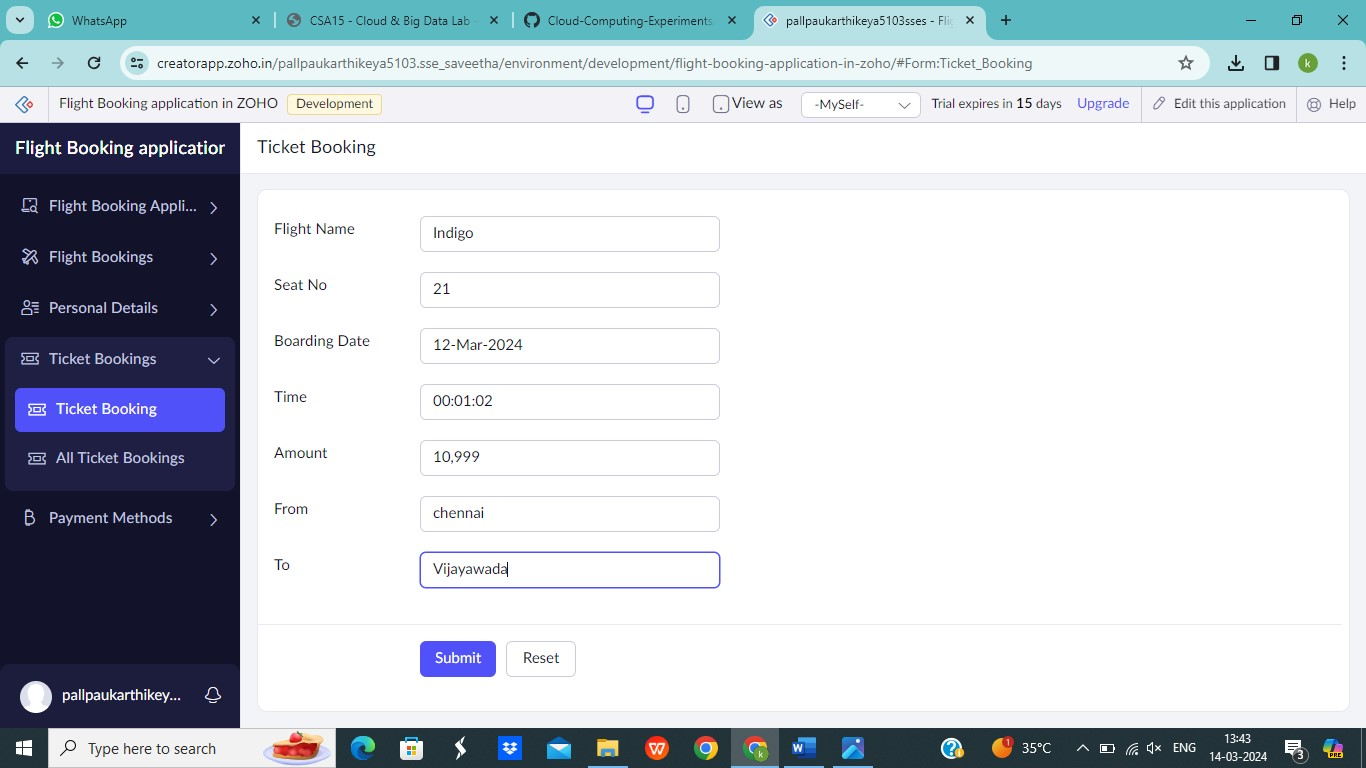 WhatsApp
CSA15 - Cloud & Big Data Lab -
Cloud-Computing-Experiments
pallpaukarthikeya5103sses - Fli
creatorapp.zoho.in/pallpaukarthikeya5103.sse_saveetha/environment/development/flight-booking-application-in-zoho/#Form:Ticket_Booking
k
Flight Booking application in ZOHO
Development
View as
-MySelf-
Trial expires in 15 days
Upgrade
Edit this application
Help
Flight Booking application
Ticket Booking
Flight Booking Appli...
Flight Bookings
Personal Details
Ticket Bookings
Ticket Booking
All Ticket Bookings
Payment Methods
pallpaukarthikey...
Flight Name
Indigo
Seat No
21
Boarding Date
12-Mar-2024
Time
00:01:02
Amount
10,999
From
chennai
To
Vijayawada
Submit
Reset
Type here to search
35°C
ENG
13:43
14-03-2024
3
PRE